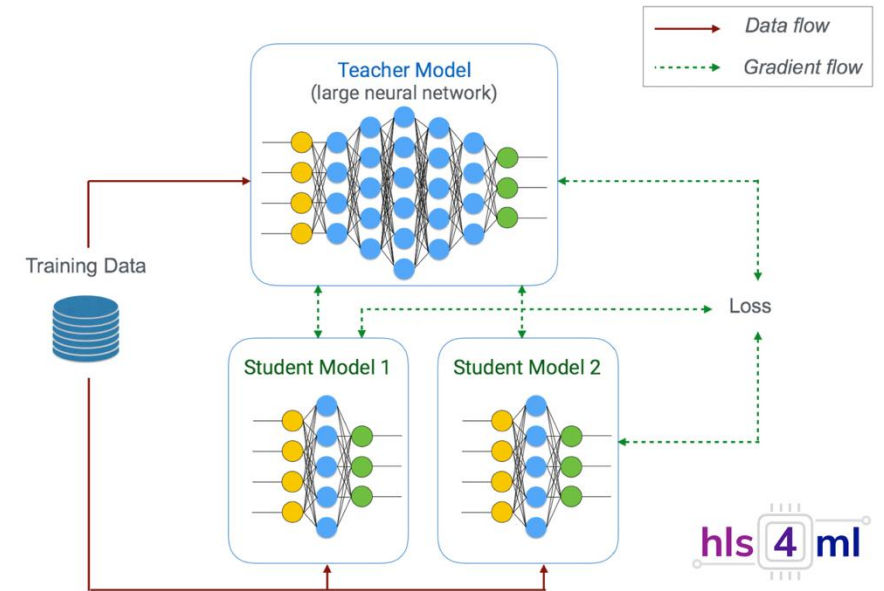 Data flow
Gradient flow
Teacher Model
(large neural network)
Training Data
Loss
Student Model 1
Student Model 2
hls 4 ml